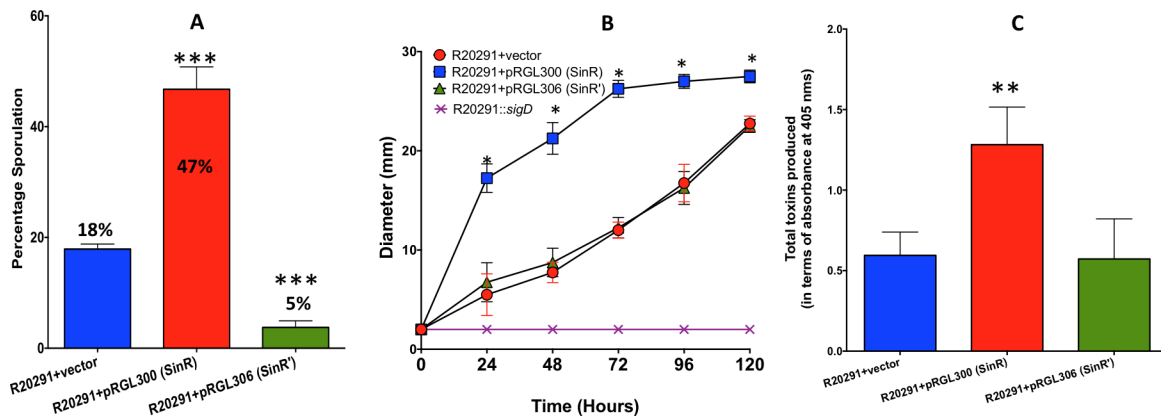 A
Percentage Sporulation
60
40
20
0
18%
***
47%
***
5%
R20291+vector
R20291+pRGL300 (SinR)
R20291+pRGL306 (SinR')
B
Diameter (mm)
30
20
10
0
R20291+vector
R20291+pRGL300 (SinR)
R20291+pRGL306 (SinR')
R20291::sigD
*
*
*
*
*
0
24
48
72
96
120
Time (Hours)
C
Total toxins produced
(in terms of absorbance at 405 nms)
2.0
1.5
1.0
0.5
0.0
**
R20291+vector
R20291+pRGL300 (SinR)
R20291+pRGL306 (SinR')